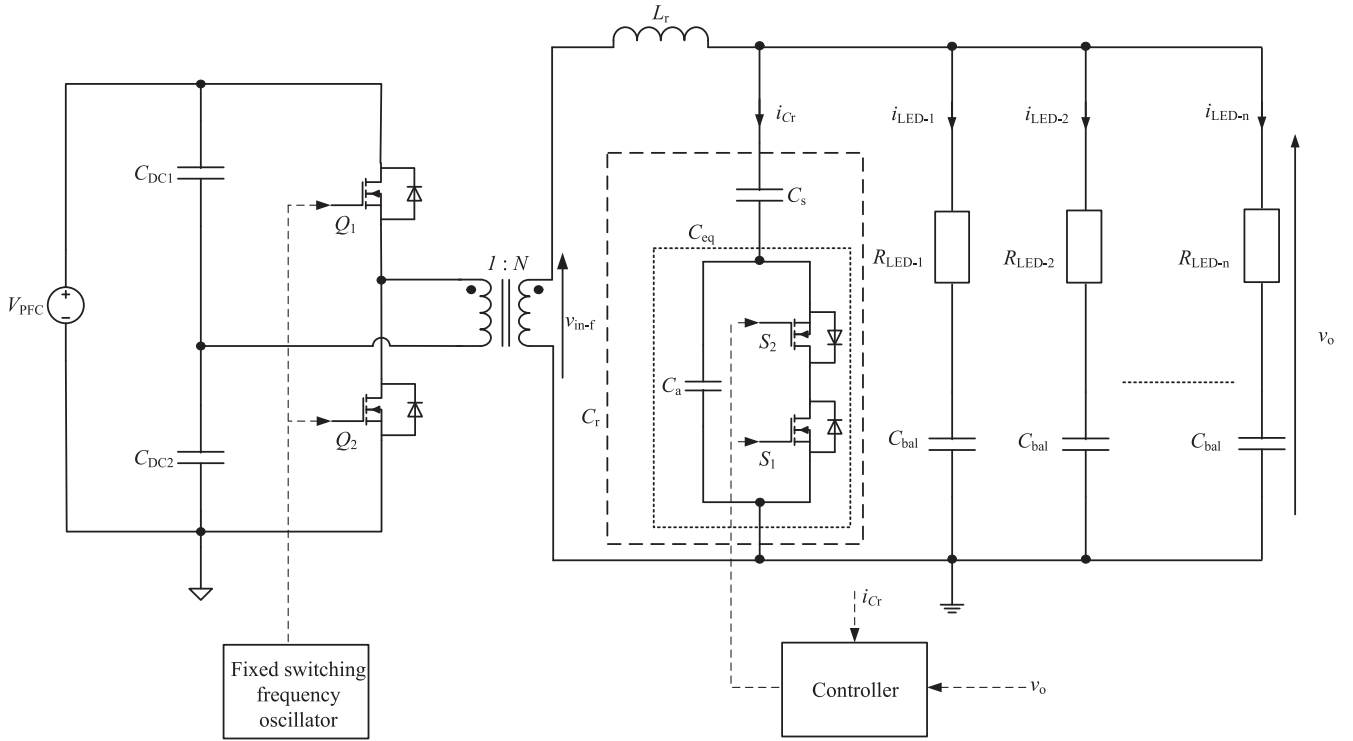 L_r
i_Cr
i_LED-1
i_LED-2
i_LED-n
C_DC1
C_s
Q_1
C_eq
R_LED-1
R_LED-2
R_LED-n
1 : N
V_PFC
+
−
v_in-f
S_2
v_o
C_a
C_r
Q_2
S_1
C_bal
C_bal
C_bal
C_DC2
i_Cr
Fixed switching
frequency
oscillator
Controller
v_o